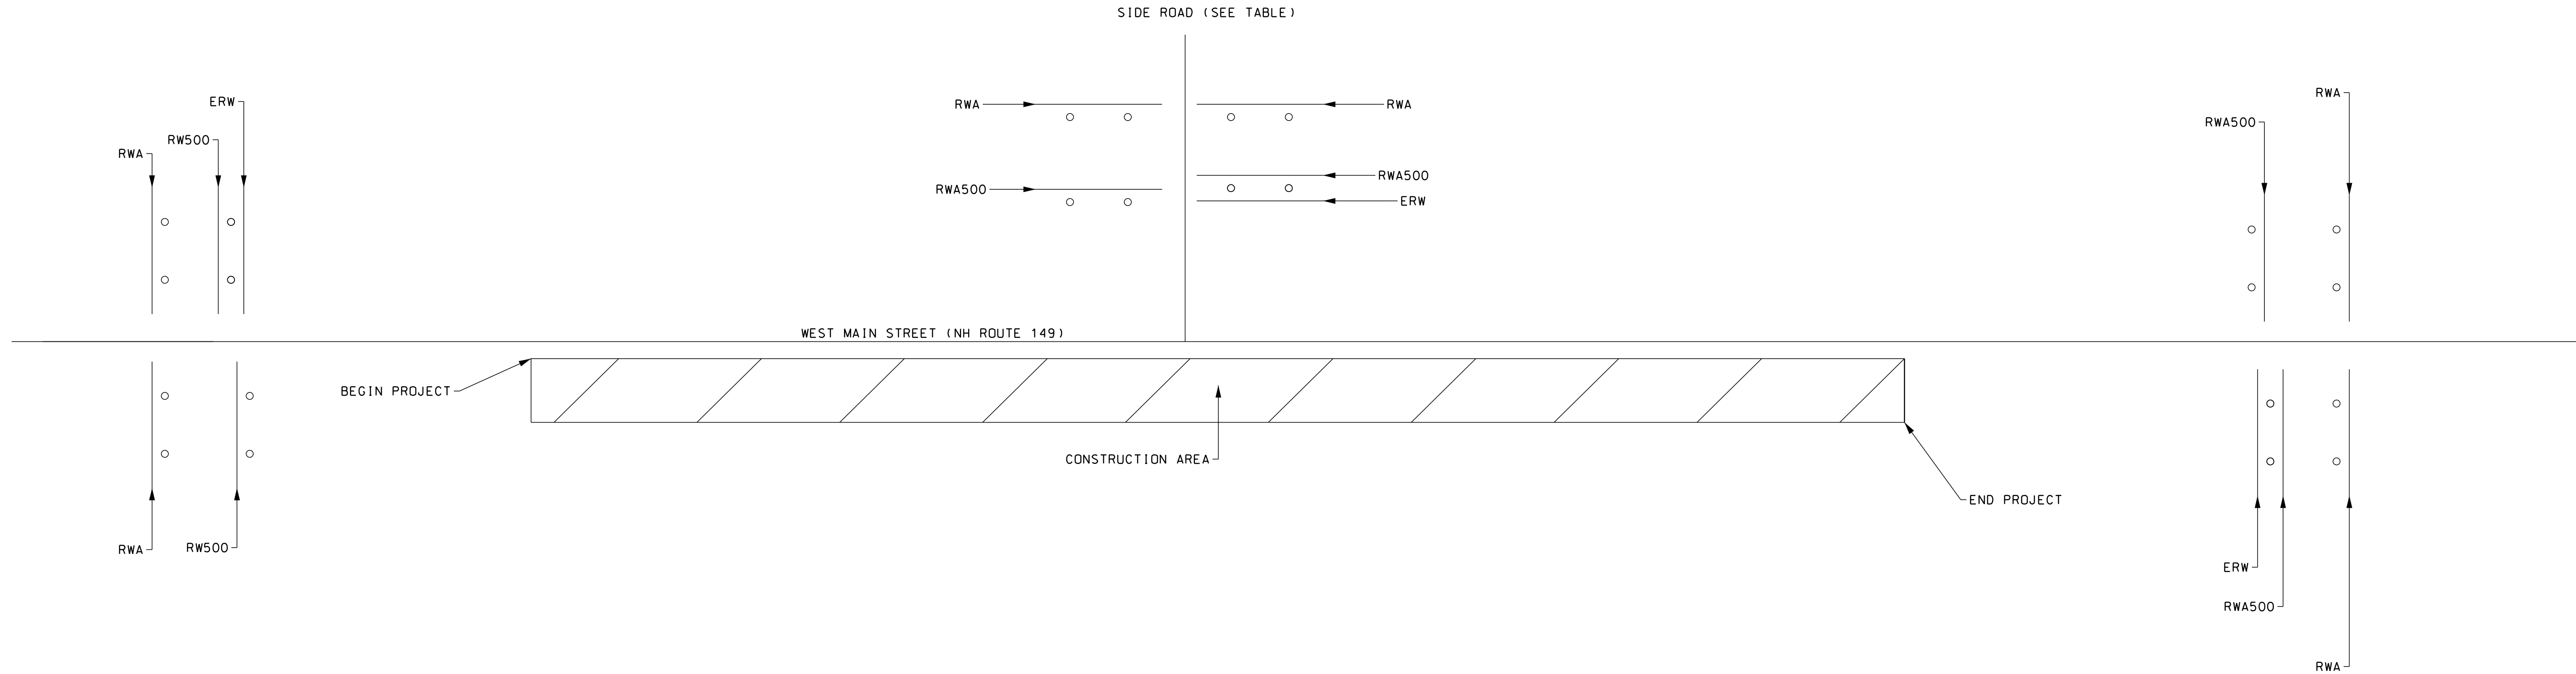 SIDE ROAD (SEE TABLE)
RWA
ERW
RWA
RWA
RWA500
RW500
RWA
RWA500
RWA500
ERW
WEST MAIN STREET (NH ROUTE 149)
BEGIN PROJECT
CONSTRUCTION AREA
END PROJECT
RWA
RW500
ERW
RWA500
RWA